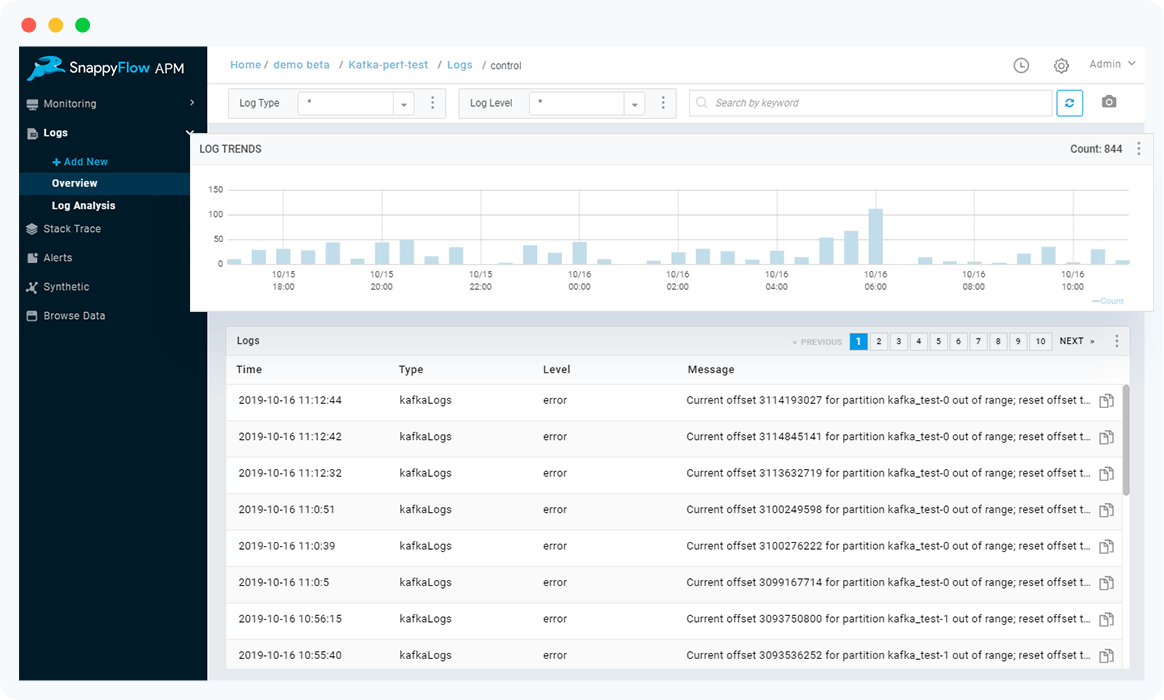 SnappyFlow APM
Monitoring
Logs
+ Add New
Overview
Log Analysis
Stack Trace
Alerts
Synthetic
Browse Data
Home / demo beta / Kafka-perf-test / Logs / control
Admin
Log Type * Log Level * Search by keyword
LOG TRENDS Count: 844
150
100
50
0
10/15 10/15 10/15 10/16 10/16 10/16 10/16 10/16 10/16
18:00 20:00 22:00 00:00 02:00 04:00 06:00 08:00 10:00
Count
Logs « PREVIOUS 1 2 3 4 5 6 7 8 9 10 NEXT »
Time Type Level Message
2019-10-16 11:12:44 kafkaLogs error Current offset 3114193027 for partition kafka_test-0 out of range; reset offset t...
2019-10-16 11:12:42 kafkaLogs error Current offset 3114845141 for partition kafka_test-0 out of range; reset offset t...
2019-10-16 11:12:32 kafkaLogs error Current offset 3113632719 for partition kafka_test-0 out of range; reset offset t...
2019-10-16 11:0:51 kafkaLogs error Current offset 3100249598 for partition kafka_test-0 out of range; reset offset t...
2019-10-16 11:0:39 kafkaLogs error Current offset 3100276222 for partition kafka_test-0 out of range; reset offset t...
2019-10-16 11:0:5 kafkaLogs error Current offset 3099167714 for partition kafka_test-0 out of range; reset offset t...
2019-10-16 10:56:15 kafkaLogs error Current offset 3093750800 for partition kafka_test-1 out of range; reset offset t...
2019-10-16 10:55:40 kafkaLogs error Current offset 3093536252 for partition kafka_test-1 out of range; reset offset t...